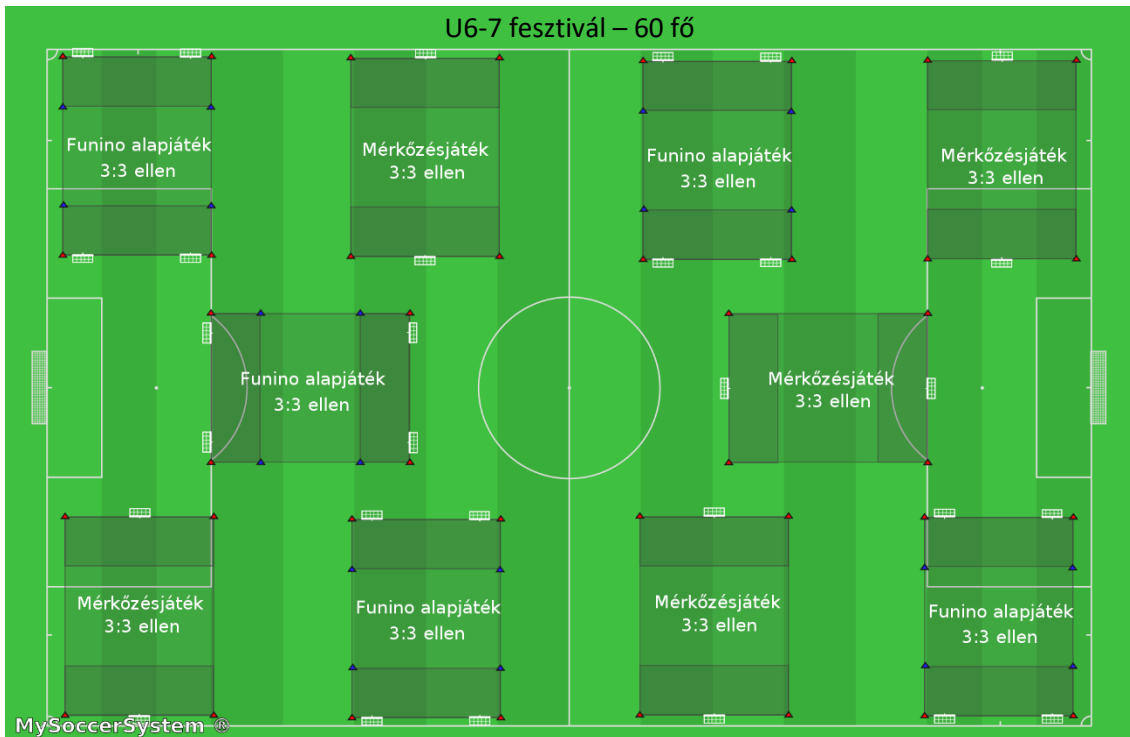 U6-7 fesztivál – 60 fő
Funino alapjáték
3:3 ellen
Mérkőzésjáték
3:3 ellen
Funino alapjáték
3:3 ellen
Mérkőzésjáték
3:3 ellen
Funino alapjáték
3:3 ellen
Mérkőzésjáték
3:3 ellen
Mérkőzésjáték
3:3 ellen
Funino alapjáték
3:3 ellen
Mérkőzésjáték
3:3 ellen
Funino alapjáték
3:3 ellen
MySoccerSystem ®